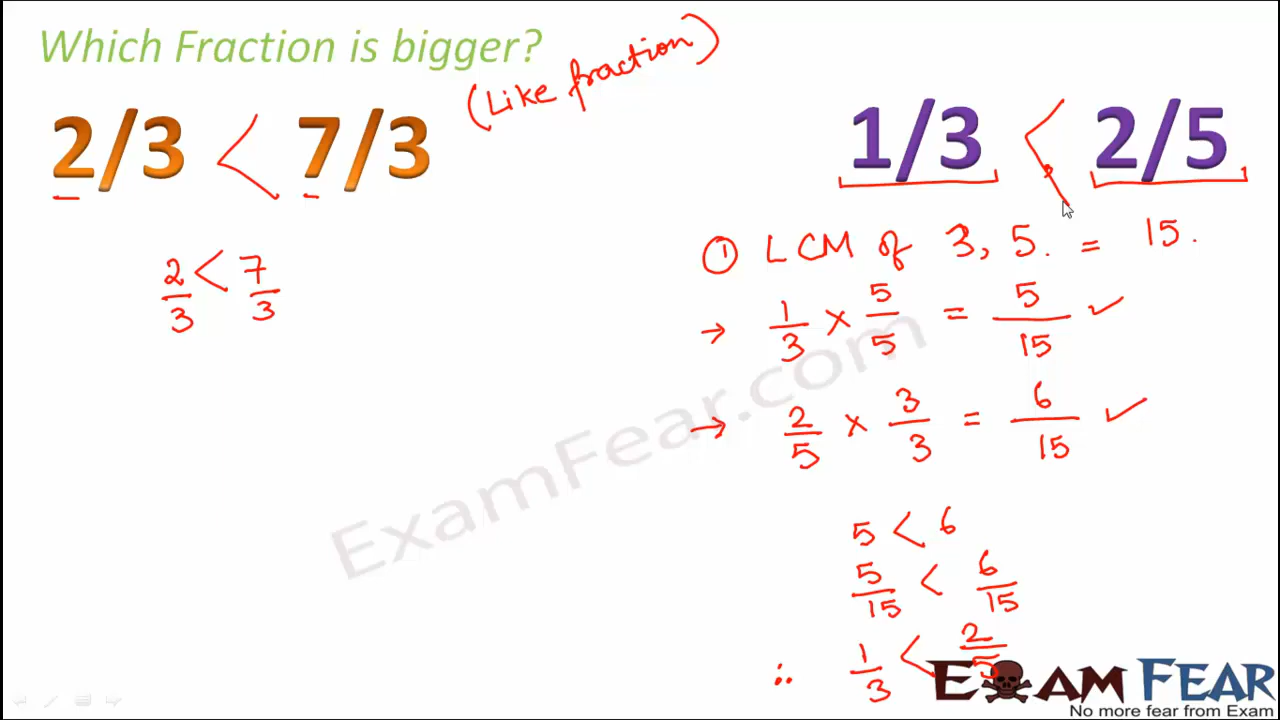 Which Fraction is bigger?
(Like fraction)
2/3 < 7/3
2/3 < 7/3
1/3 < 2/5
① LCM of 3, 5. = 15.
→ 1/3 × 5/5 = 5/15 ✓
→ 2/5 × 3/3 = 6/15 ✓
5 < 6
5/15 < 6/15
∴ 1/3 < 2/5
ExamFear.com
EXAM FEAR
No more fear from Exam